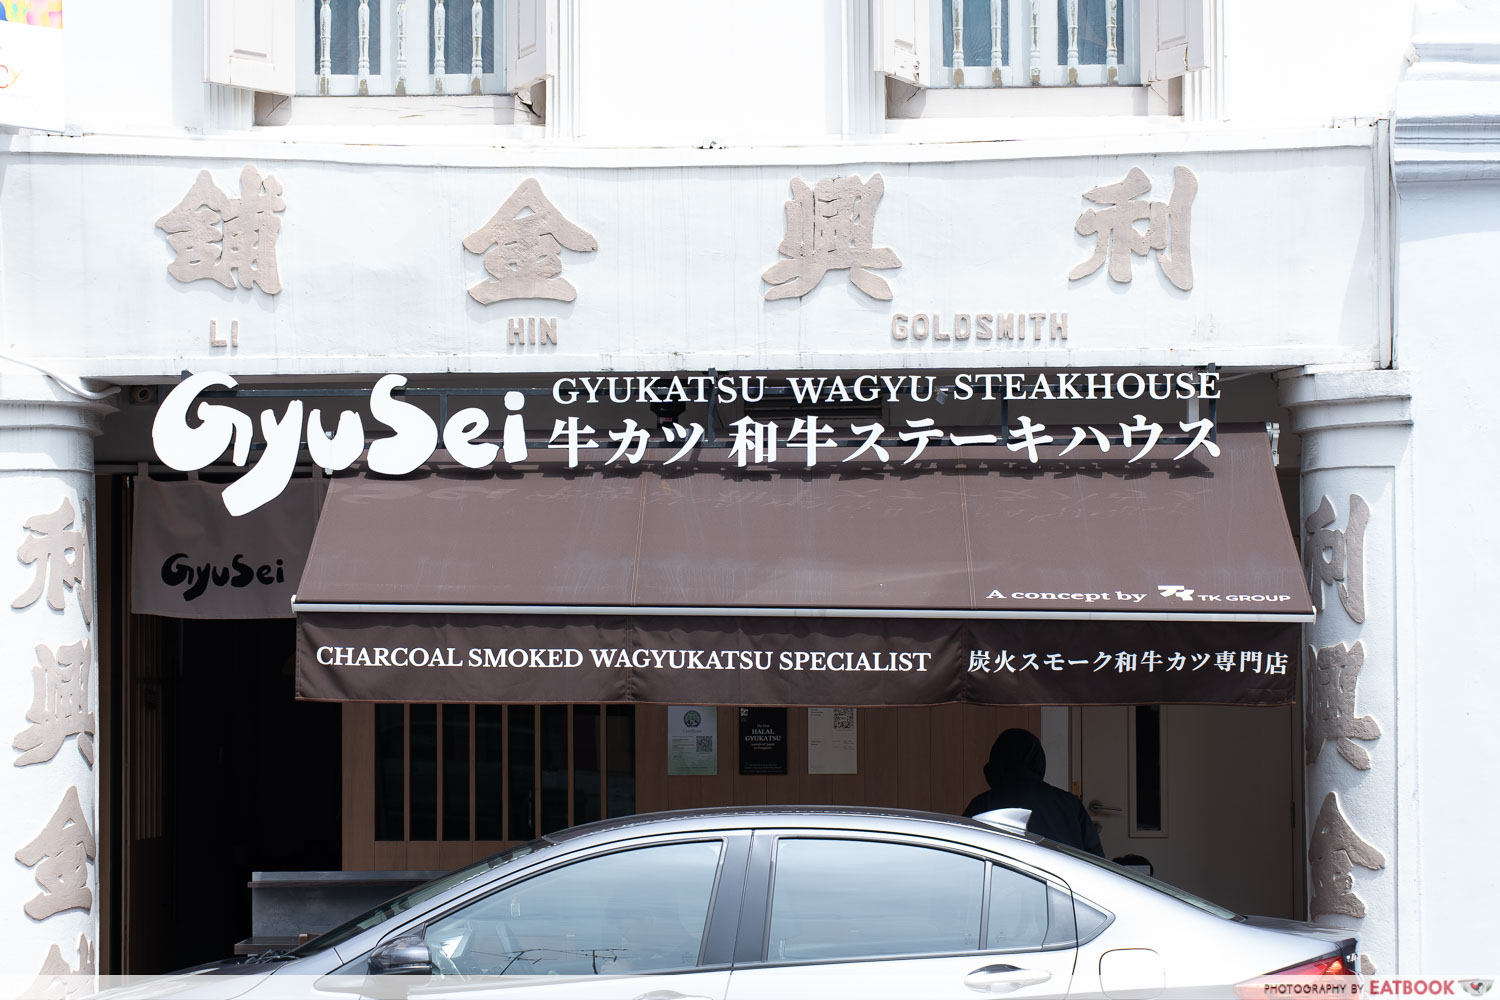 利興金鋪
LI HIN GOLDSMITH
GyuSei
GYUKATSU WAGYU STEAKHOUSE
牛カツ 和牛ステーキハウス
GyuSei
A concept by TK GROUP
CHARCOAL SMOKED WAGYUKATSU SPECIALIST
炭火スモーク和牛カツ専門店
利興金鋪
利興金
HALAL
GYUKATSU
PHOTOGRAPHY BY EATBOOK